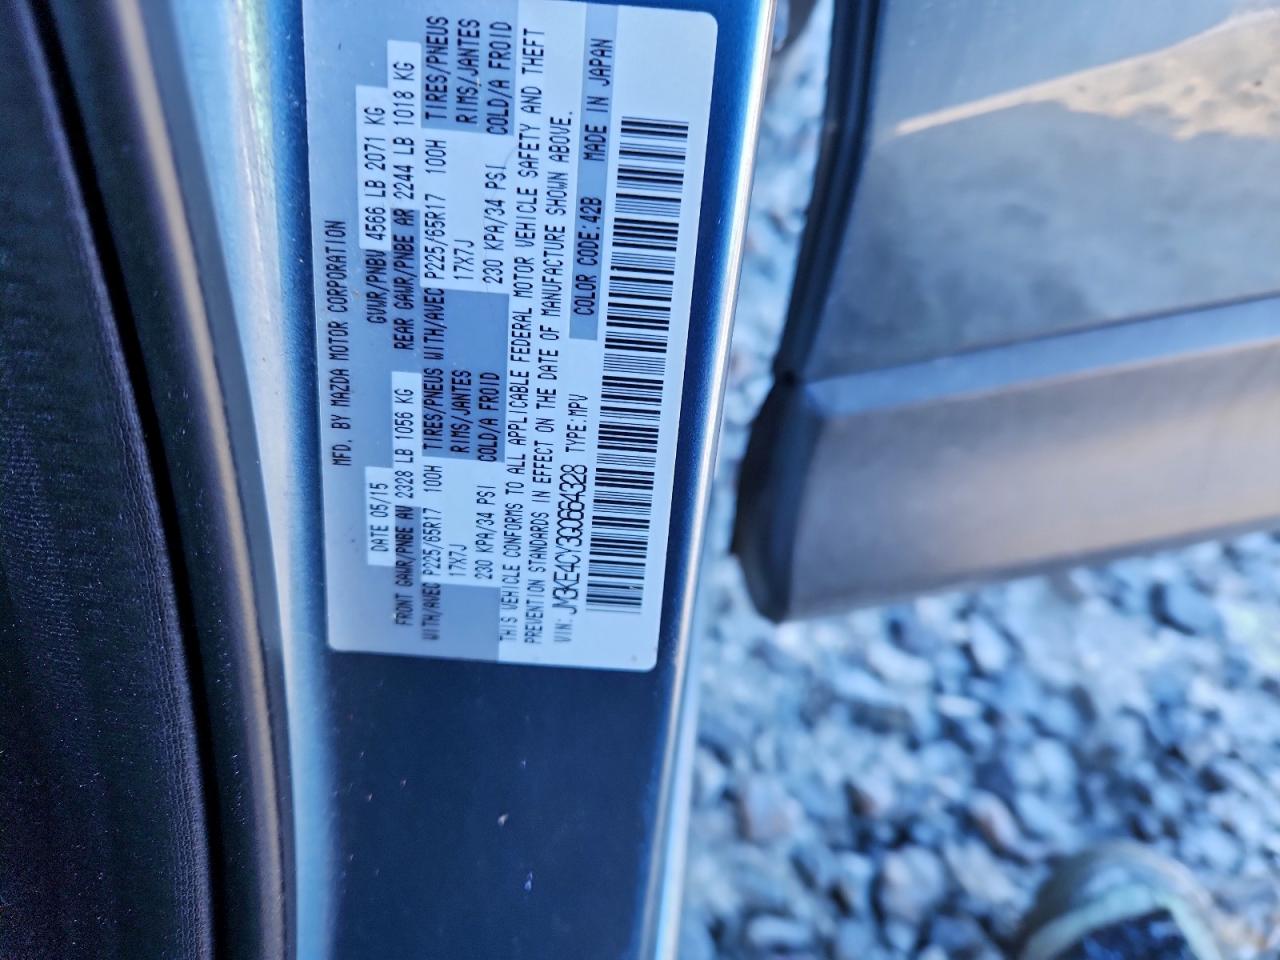 MFD. BY MAZDA MOTOR CORPORATION
DATE 05/15 GVWR/PNBV 4566 LB 2071 KG
FRONT GAWR/PNBE AV 2328 LB 1056 KG REAR GAWR/PNBE AR 2244 LB 1018 KG
WITH/AVEC P225/65R17 100H TIRES/PNEUS WITH/AVEC P225/65R17 100H TIRES/PNEUS
17X7J RIMS/JANTES 17X7J RIMS/JANTES
230 KPA/34 PSI COLD/A FROID 230 KPA/34 PSI COLD/A FROID
THIS VEHICLE CONFORMS TO ALL APPLICABLE FEDERAL MOTOR VEHICLE SAFETY AND THEFT
PREVENTION STANDARDS IN EFFECT ON THE DATE OF MANUFACTURE SHOWN ABOVE.
VIN: JM3KE4CY3G0664328 TYPE:MPV COLOR CODE:42B MADE IN JAPAN